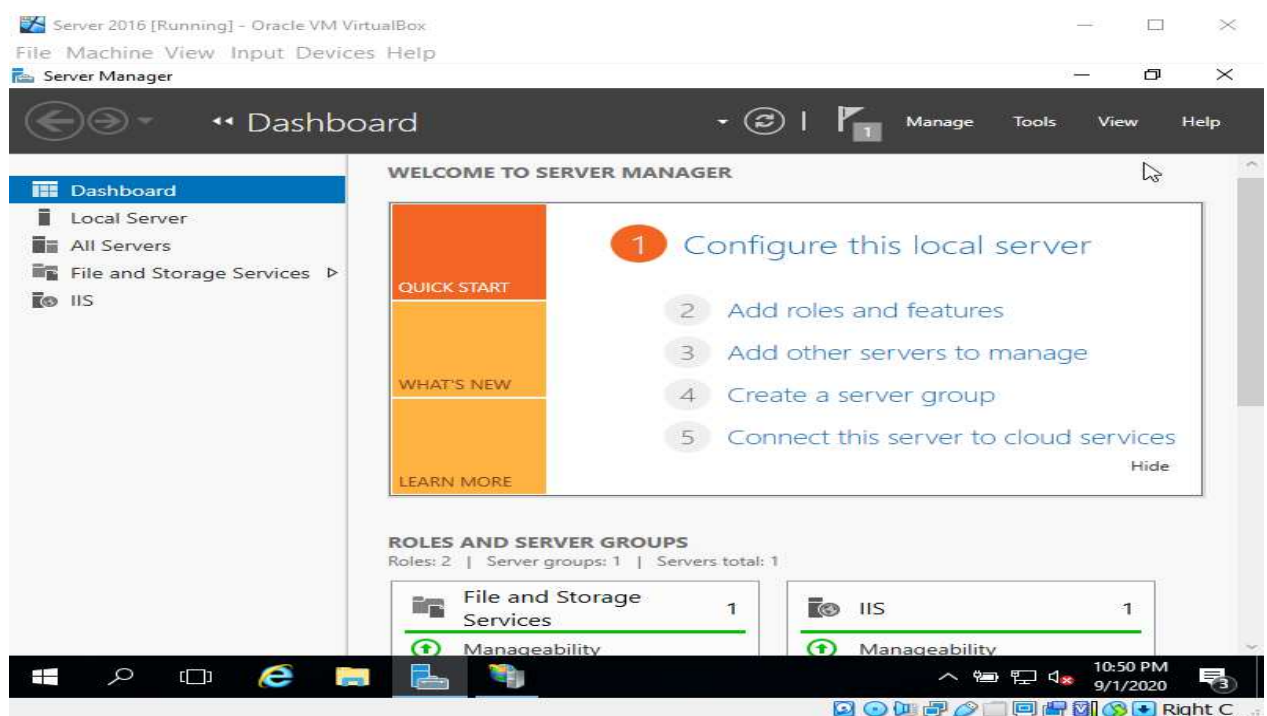 Server 2016 [Running] - Oracle VM VirtualBox
File Machine View Input Devices Help
Server Manager
Dashboard
1
Manage Tools View Help
Dashboard
Local Server
All Servers
File and Storage Services
IIS
WELCOME TO SERVER MANAGER
QUICK START
WHAT'S NEW
LEARN MORE
1 Configure this local server
2 Add roles and features
3 Add other servers to manage
4 Create a server group
5 Connect this server to cloud services
Hide
ROLES AND SERVER GROUPS
Roles: 2 | Server groups: 1 | Servers total: 1
File and Storage
Services
1
Manageability
IIS 1
Manageability
10:50 PM
9/1/2020
3
Right C